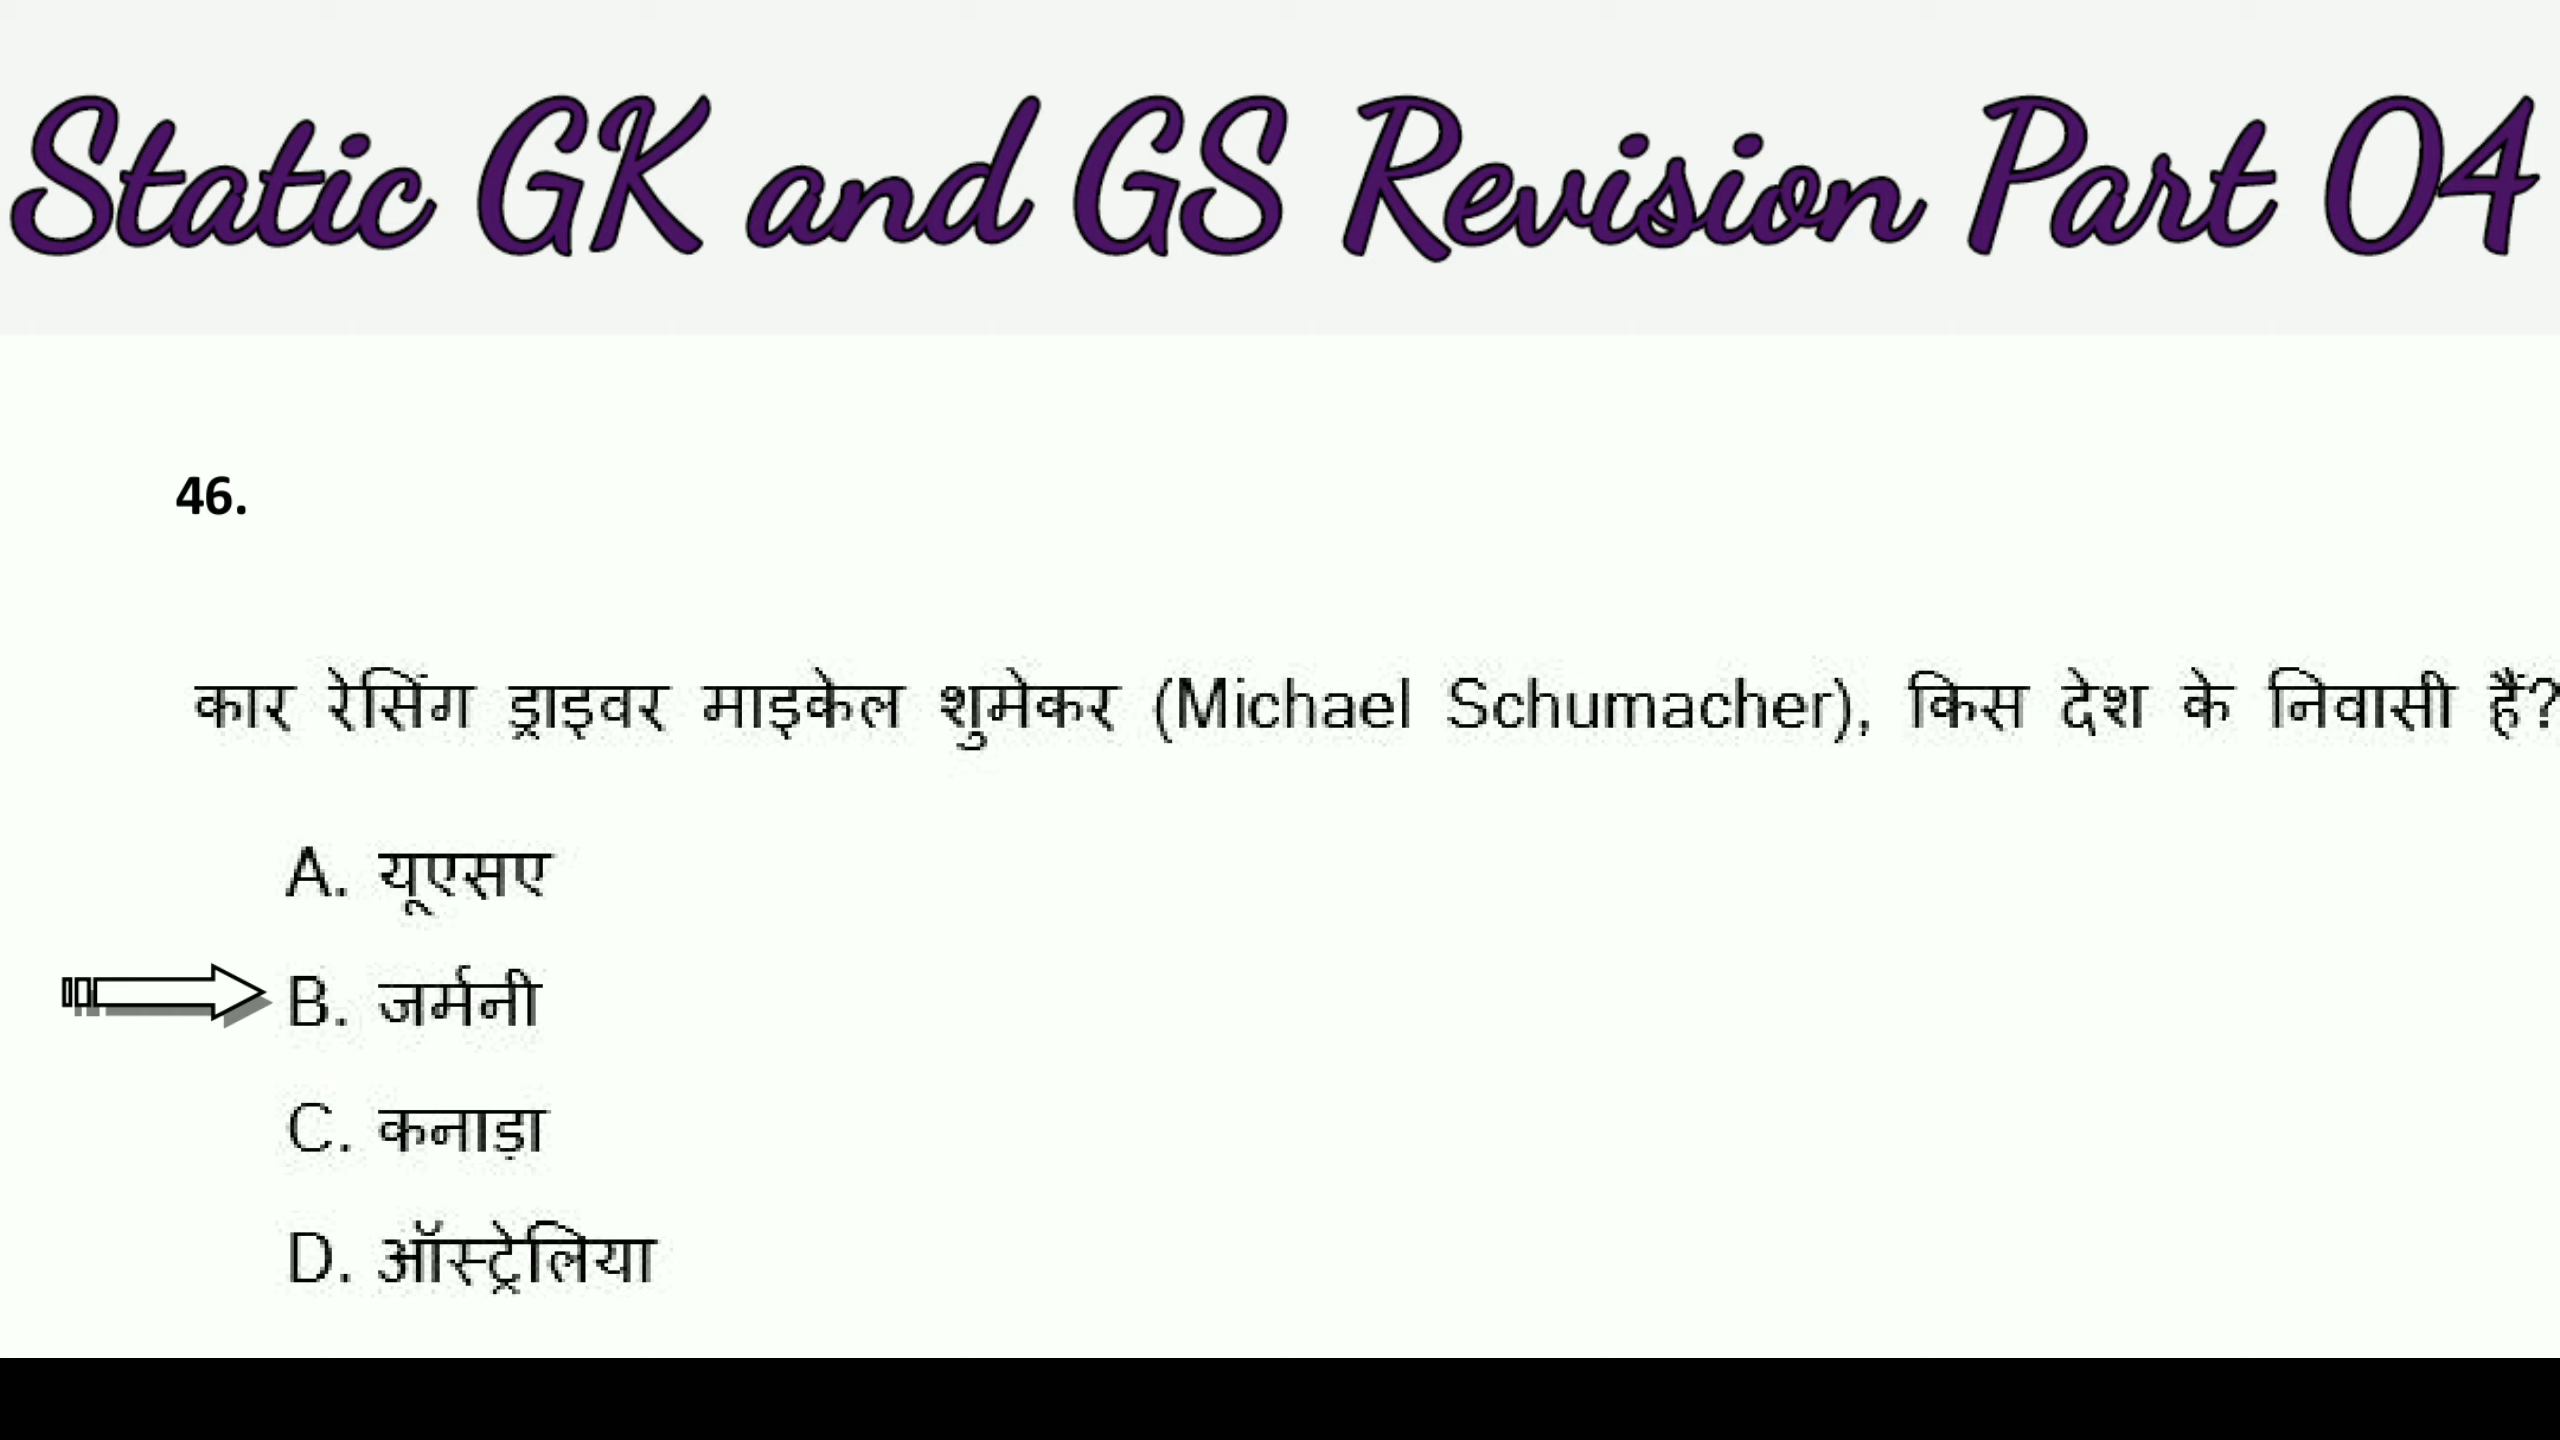 Static GK and GS Revision Part 04
46.
कार रेसिंग ड्राइवर माइकेल शुमेकर (Michael Schumacher), किस देश के निवासी हैं?
A. यूएसए
B. जर्मनी
C. कनाड़ा
D. ऑस्ट्रेलिया